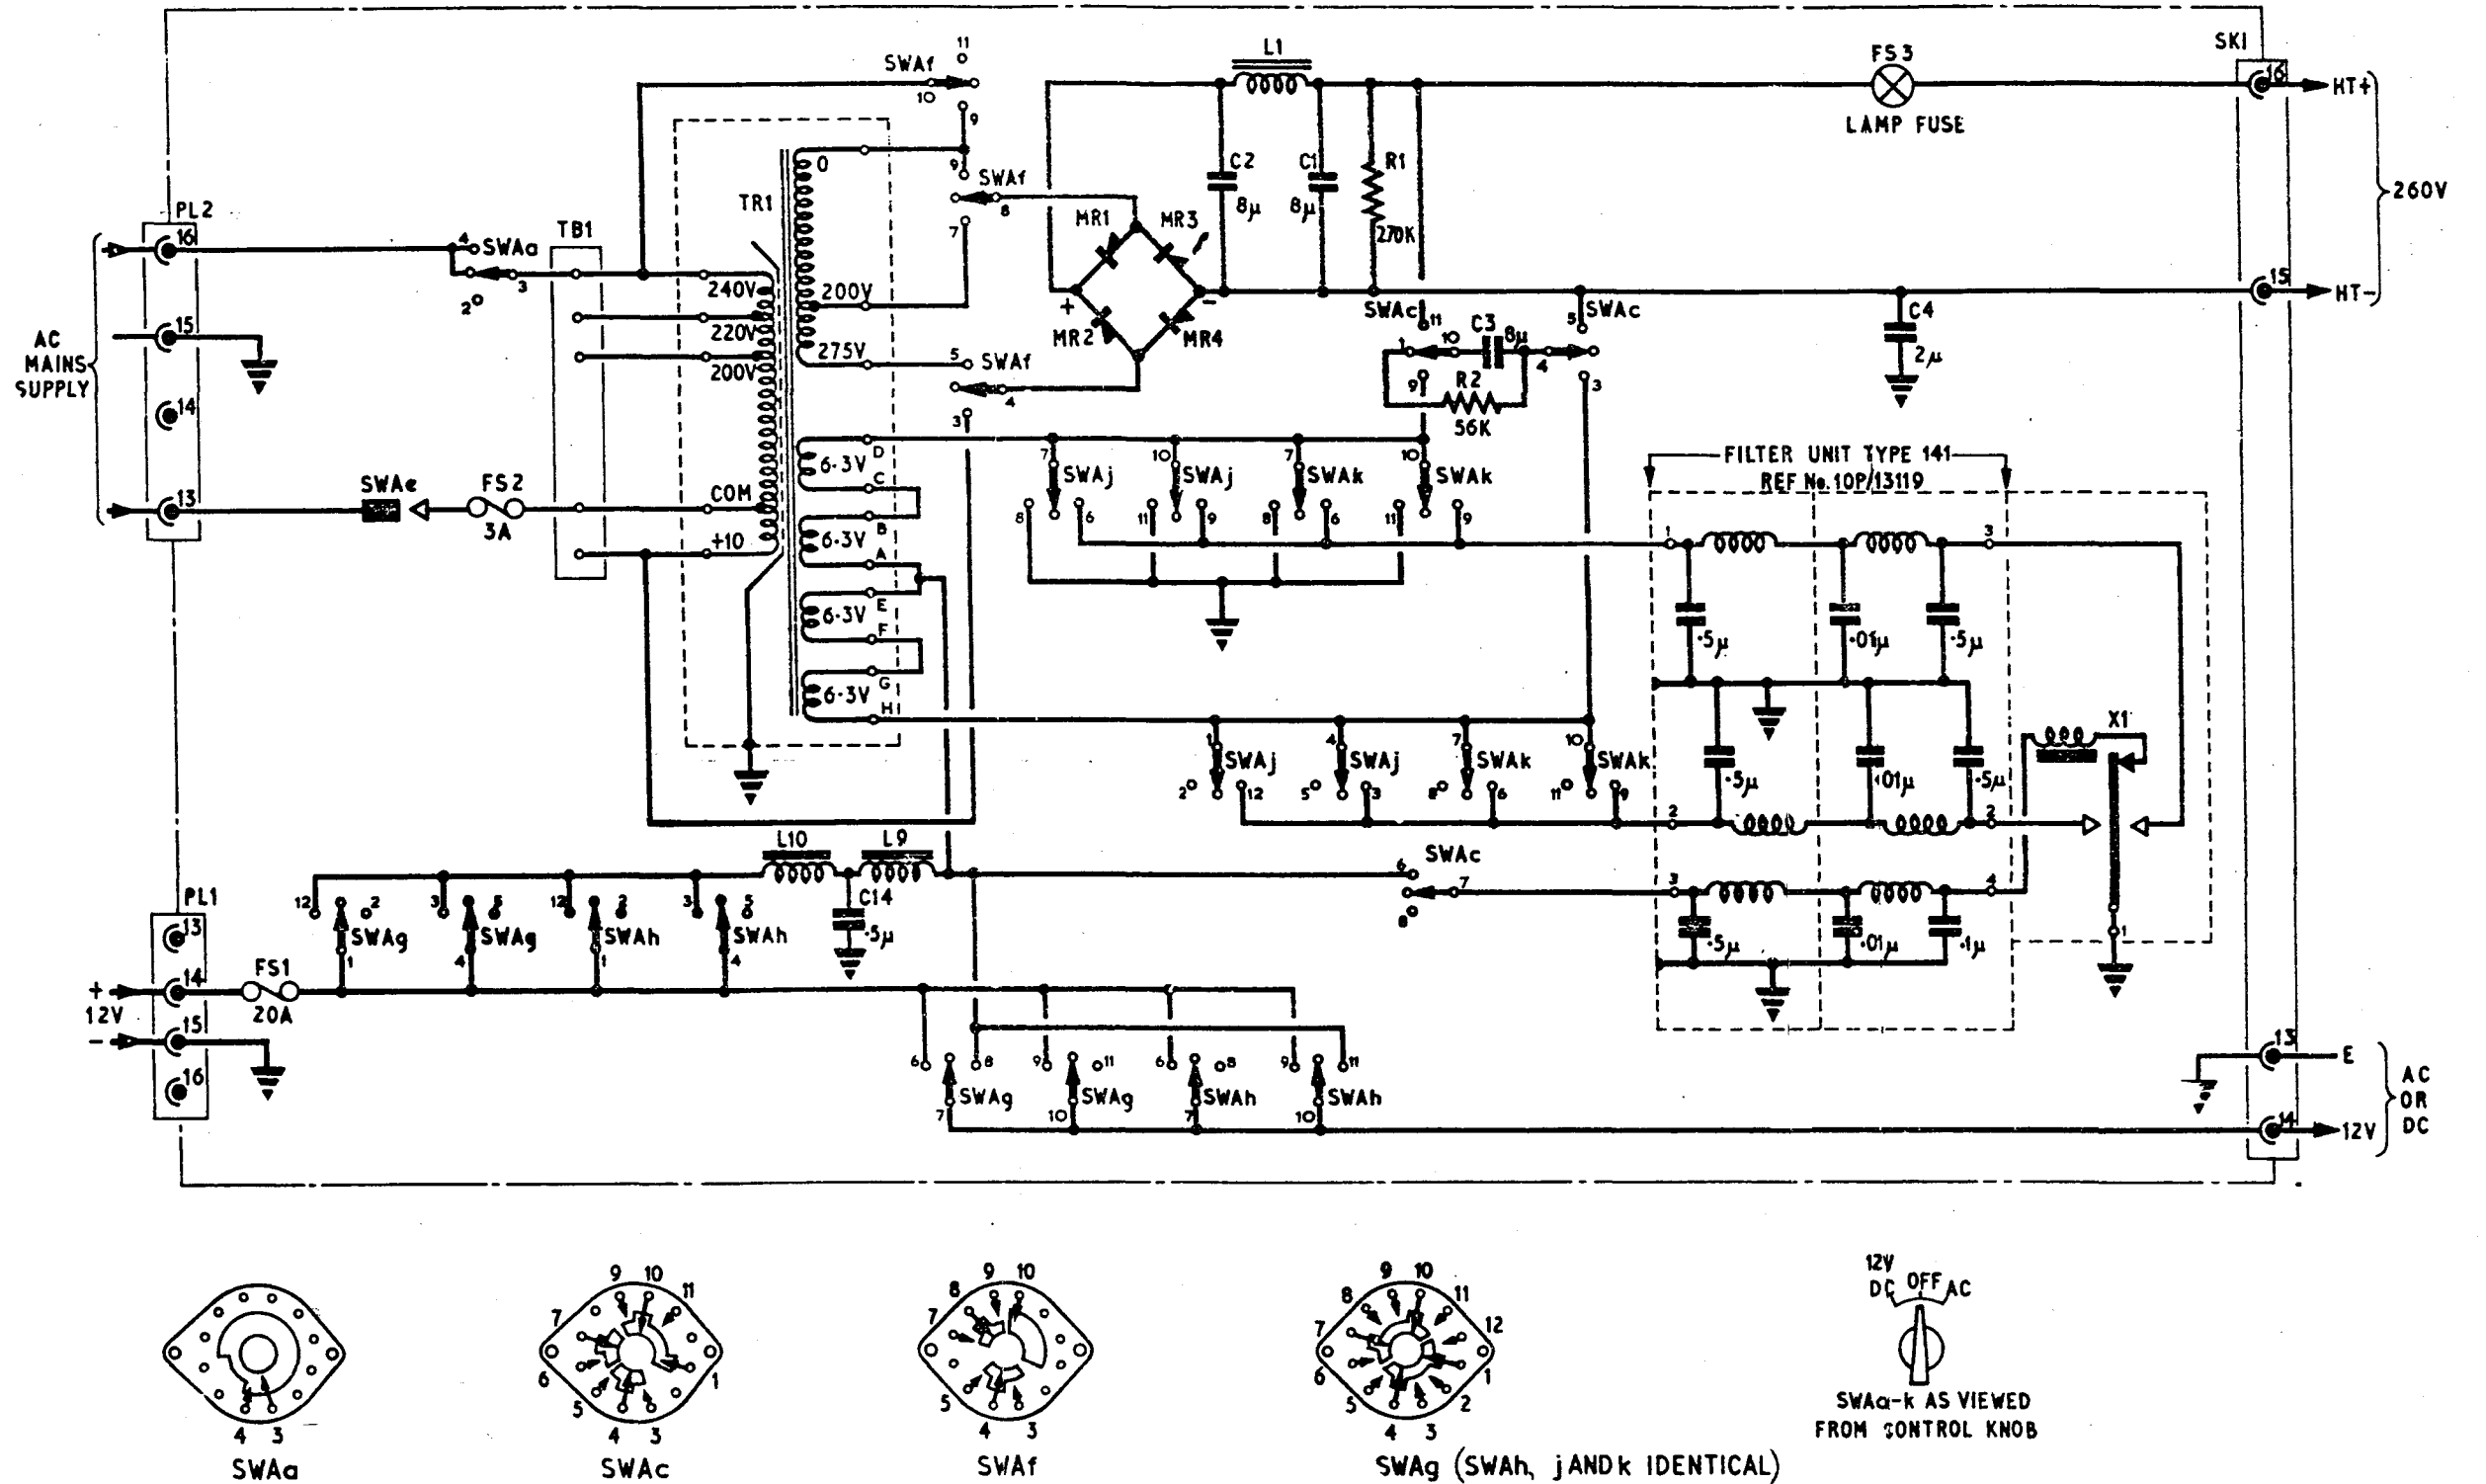 SWAf
11
10
9
L1
FS3
LAMP FUSE
SK1
16
HT+
260V
15
HT-
PL2
16
15
14
13
AC
MAINS
SUPPLY
4
SWAa
3
2
TB1
TR1
240V
220V
200V
COM
+10
0
200V
275V
9
SWAf
8
7
5
SWAf
4
3
MR1
MR3
MR2
MR4
+
-
C2
8µ
C1
8µ
R1
270K
SWAc
11
1
10
9
C3
8µ
R2
56K
4
5
SWAc
3
C4
2µ
SWAe
FS2
3A
6·3V
D
C
6·3V
B
A
6·3V
E
F
6·3V
G
H
7
SWAj
8
6
10
SWAj
11
9
7
SWAk
8
6
10
SWAk
11
9
FILTER UNIT TYPE 141
REF No. 10P/13119
1
3
·5µ
·01µ
·5µ
·5µ
·01µ
·5µ
2
2
3
4
·5µ
·01µ
·1µ
X1
1
1
SWAj
2
12
4
SWAj
5
3
7
SWAk
8
6
10
SWAk
11
9
L10
L9
C14
·5µ
6
SWAc
7
8
PL1
13
14
15
16
+
12V
-
FS1
20A
12
2
SWAg
1
3
5
SWAg
4
12
2
SWAh
1
3
5
SWAh
4
6
8
SWAg
7
9
11
SWAg
10
6
8
SWAh
7
9
11
SWAh
10
13
E
14
12V
AC
OR
DC
4 3
SWAa
9 10
11
7
6
5
4 3
1
SWAc
9 10
8
7
5
4
3
SWAf
9 10
8
11
7
12
6
1
5
2
4 3
SWAg (SWAh, j AND k IDENTICAL)
12V
DC OFF AC
SWAa-k AS VIEWED
FROM CONTROL KNOB